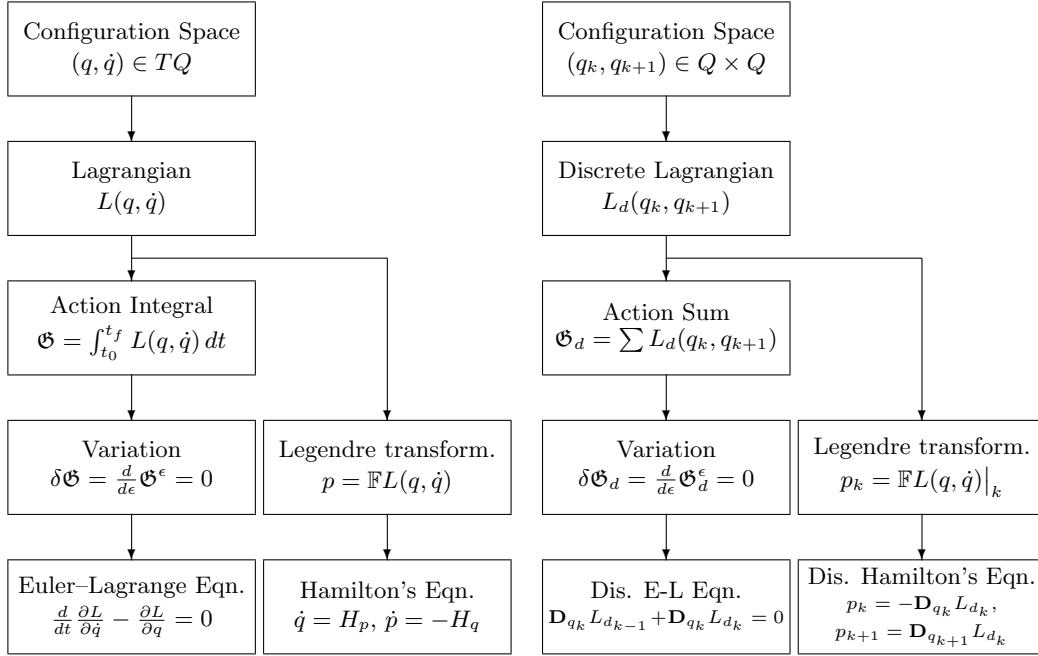 Configuration Space
(q, q̇) ∈ TQ
Lagrangian
L(q, q̇)
Action Integral
𝕲 = ∫_{t_0}^{t_f} L(q, q̇) dt
Variation
δ𝕲 = d/dϵ 𝕲^ϵ = 0
Legendre transform.
p = 𝔽L(q, q̇)
Euler–Lagrange Eqn.
d/dt ∂L/∂q̇ − ∂L/∂q = 0
Hamilton's Eqn.
q̇ = H_p, ṗ = −H_q
Configuration Space
(q_k, q_{k+1}) ∈ Q × Q
Discrete Lagrangian
L_d(q_k, q_{k+1})
Action Sum
𝕲_d = ∑ L_d(q_k, q_{k+1})
Variation
δ𝕲_d = d/dϵ 𝕲_d^ϵ = 0
Legendre transform.
p_k = 𝔽L(q, q̇)|_k
Dis. E-L Eqn.
𝐃_{q_k} L_{d_{k−1}} + 𝐃_{q_k} L_{d_k} = 0
Dis. Hamilton's Eqn.
p_k = −𝐃_{q_k} L_{d_k},
p_{k+1} = 𝐃_{q_{k+1}} L_{d_k}